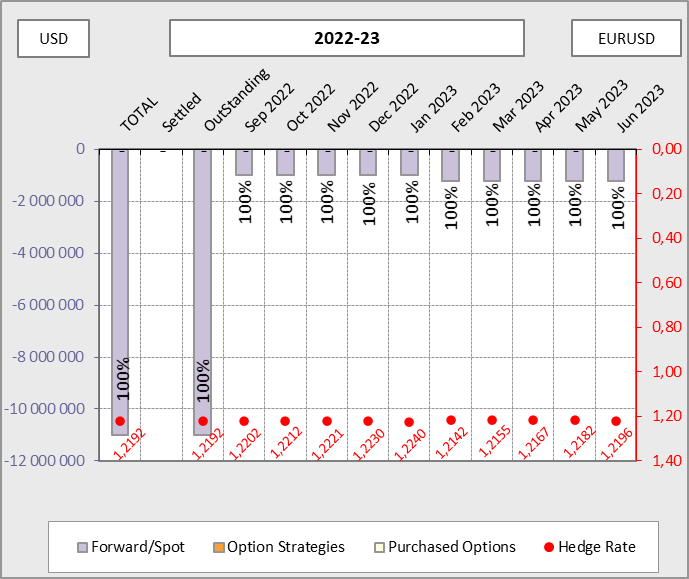 USD
2022-23
EURUSD
TOTAL
Settled
OutStanding
Sep 2022
Oct 2022
Nov 2022
Dec 2022
Jan 2023
Feb 2023
Mar 2023
Apr 2023
May 2023
Jun 2023
0
-2 000 000
-4 000 000
-6 000 000
-8 000 000
-10 000 000
-12 000 000
100%
100%
100%
100%
100%
100%
100%
100%
100%
100%
100%
100%
1,2192
1,2192
1,2202
1,2212
1,2221
1,2230
1,2240
1,2142
1,2155
1,2167
1,2182
1,2196
0,00
0,20
0,40
0,60
0,80
1,00
1,20
1,40
Forward/Spot
Option Strategies
Purchased Options
Hedge Rate